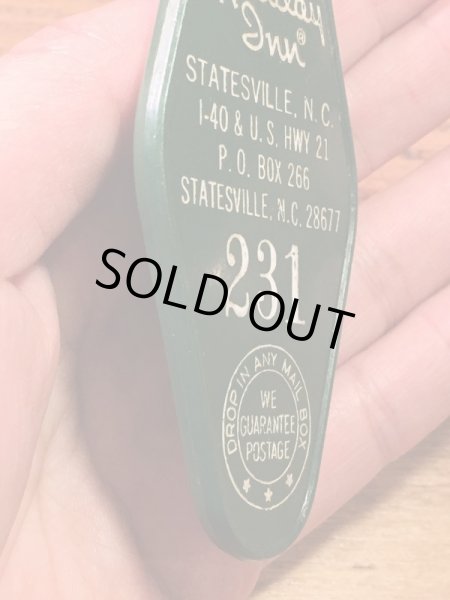 Holiday
Inn®
STATESVILLE, N.C.
I-40 & U.S. HWY 21
P.O. BOX 266
STATESVILLE, N.C. 28677
231
SOLD OUT
DROP IN ANY MAIL BOX
WE
GUARANTEE
POSTAGE